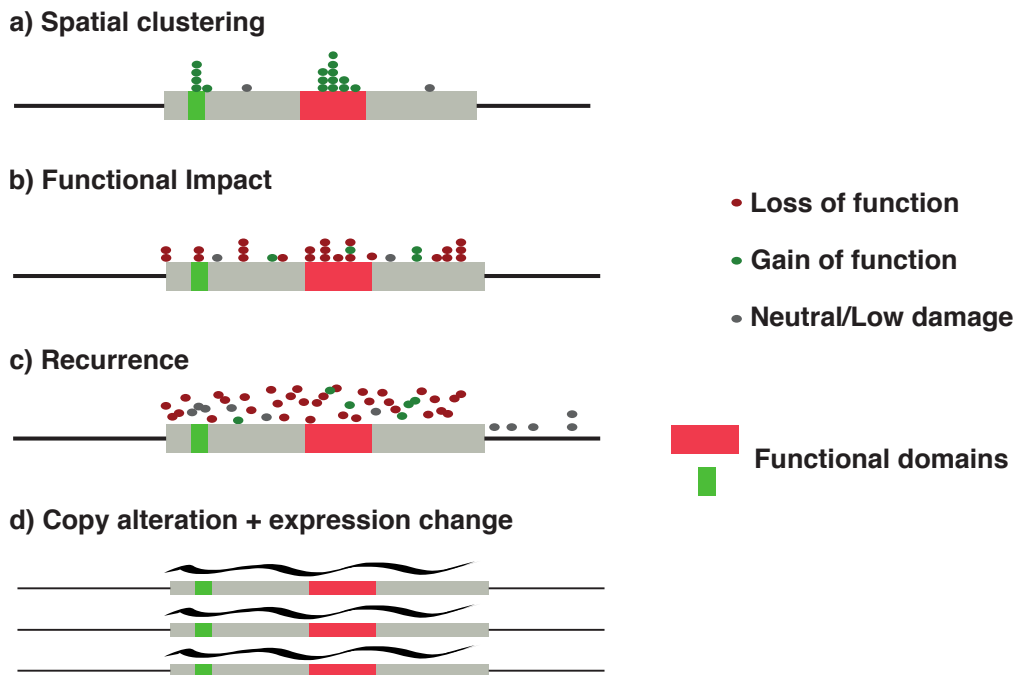 a) Spatial clustering
b) Functional Impact
Loss of function
Gain of function
Neutral/Low damage
c) Recurrence
Functional domains
d) Copy alteration + expression change